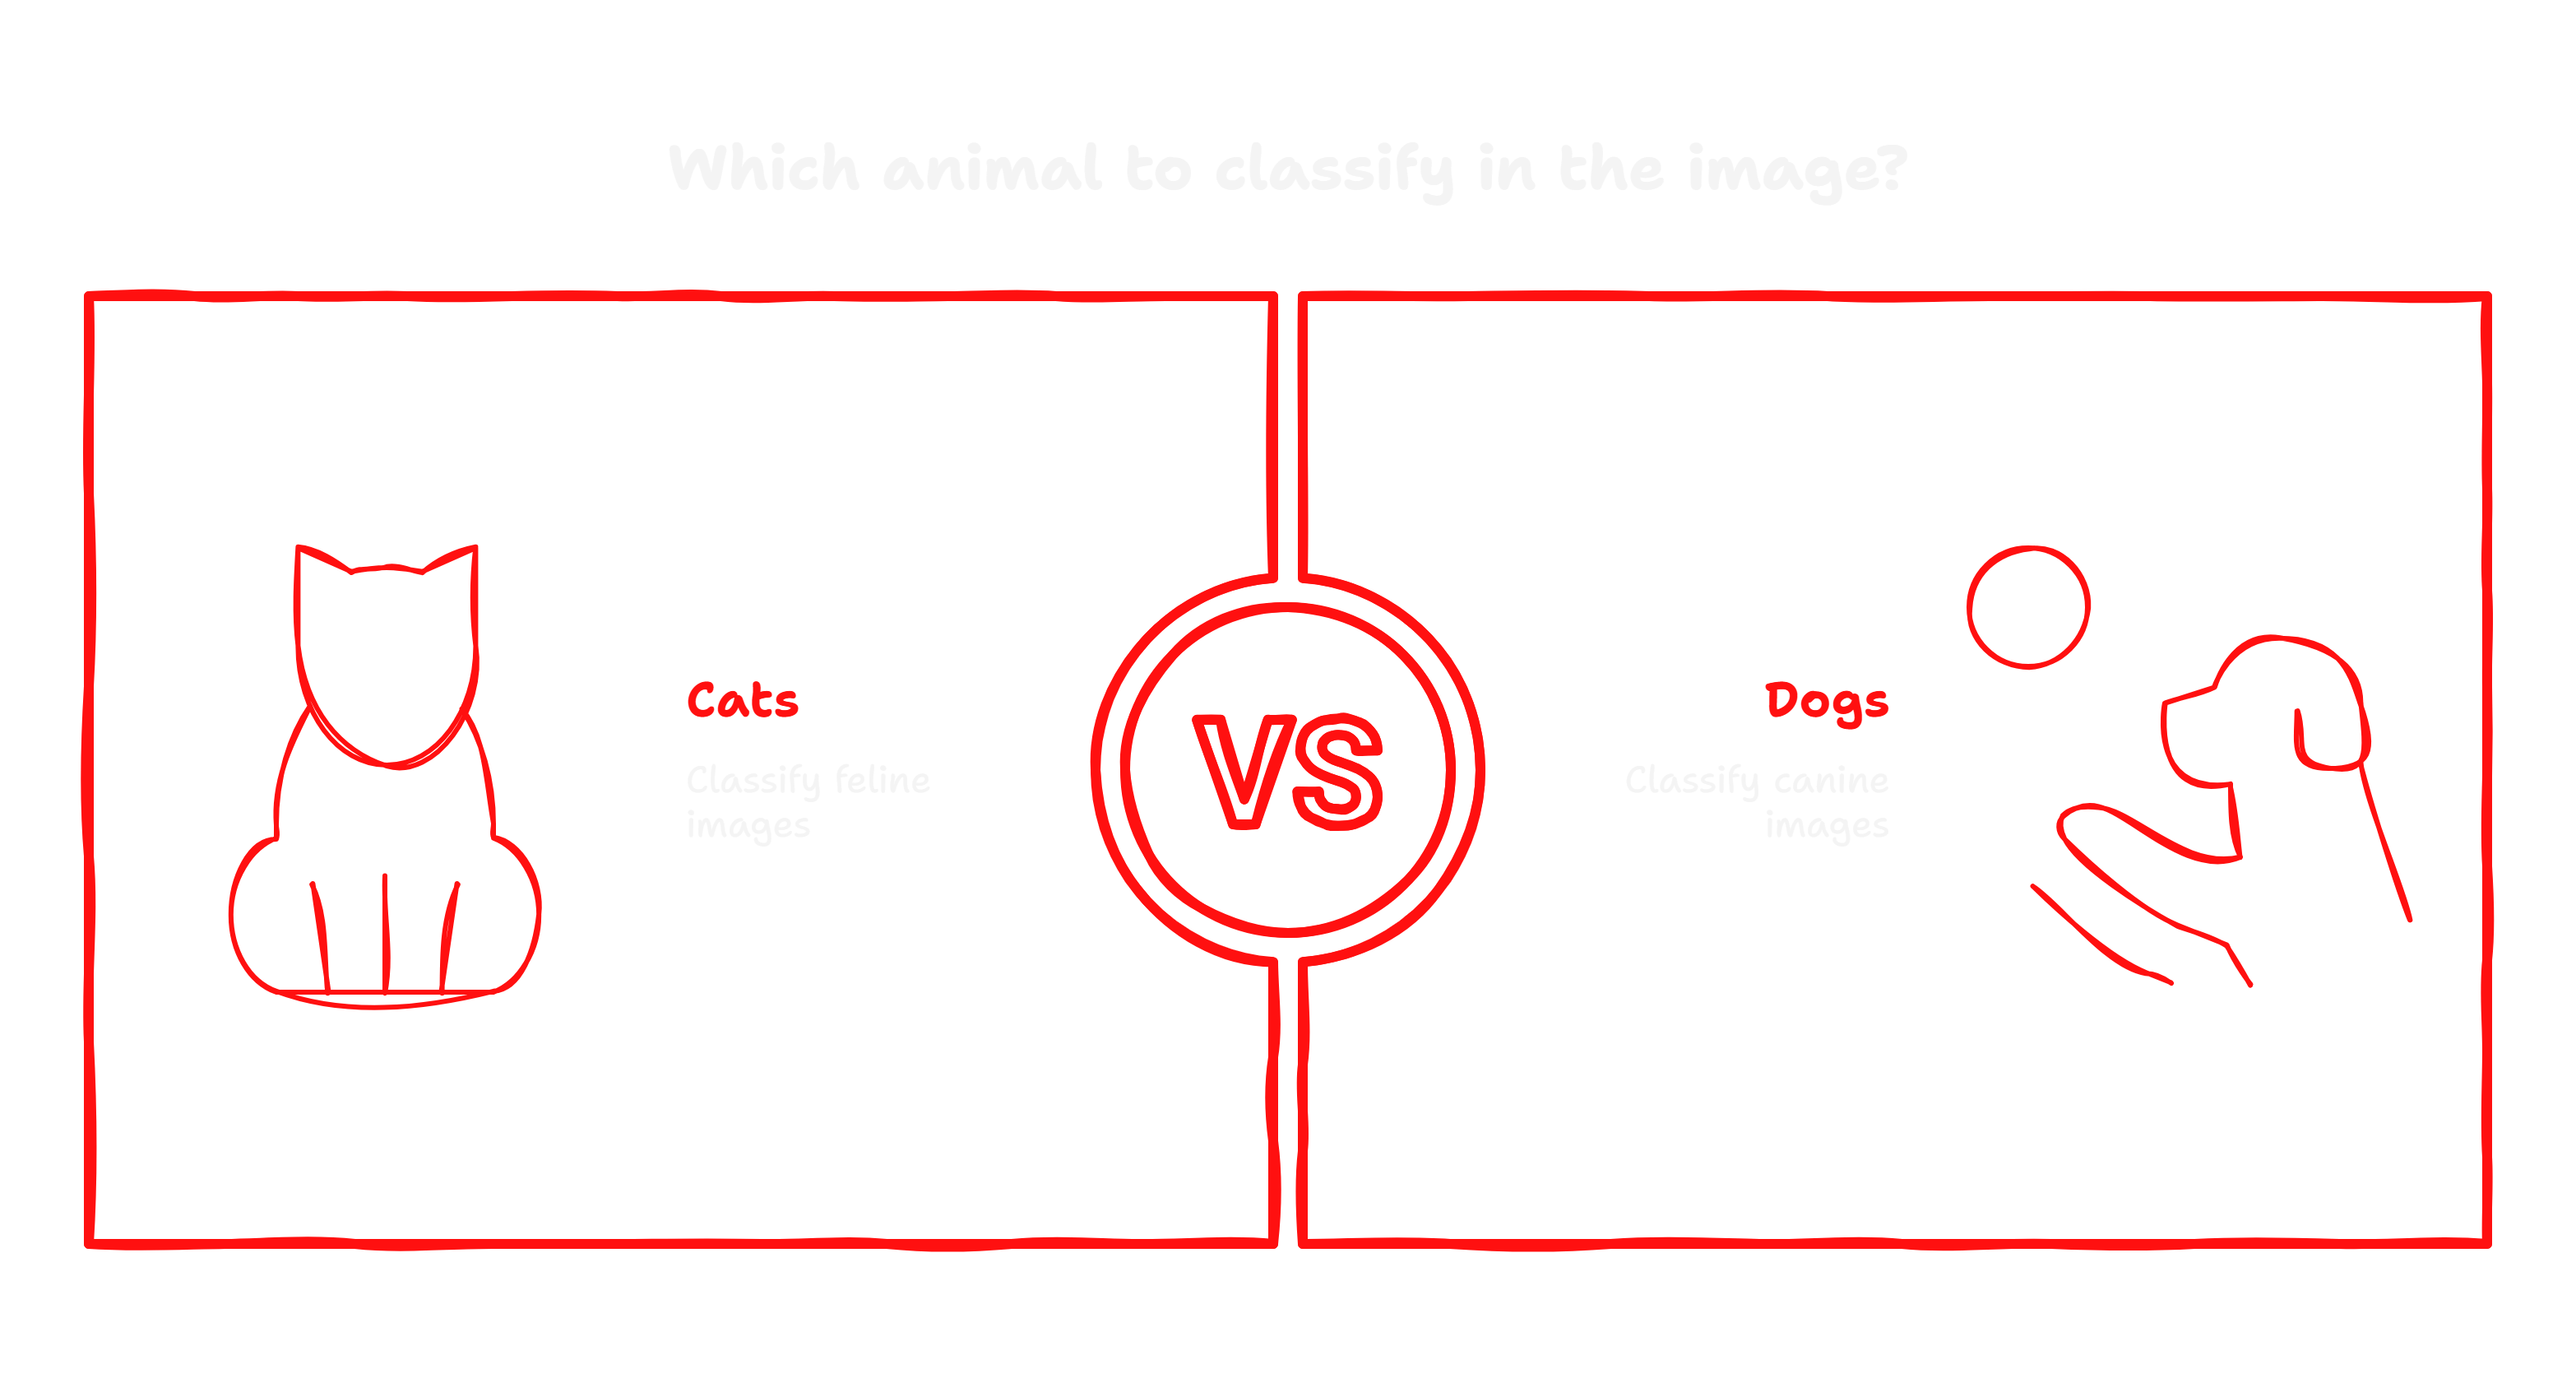 Which animal to classify in the image?
Cats
Classify feline
images
VS
Dogs
Classify canine
images